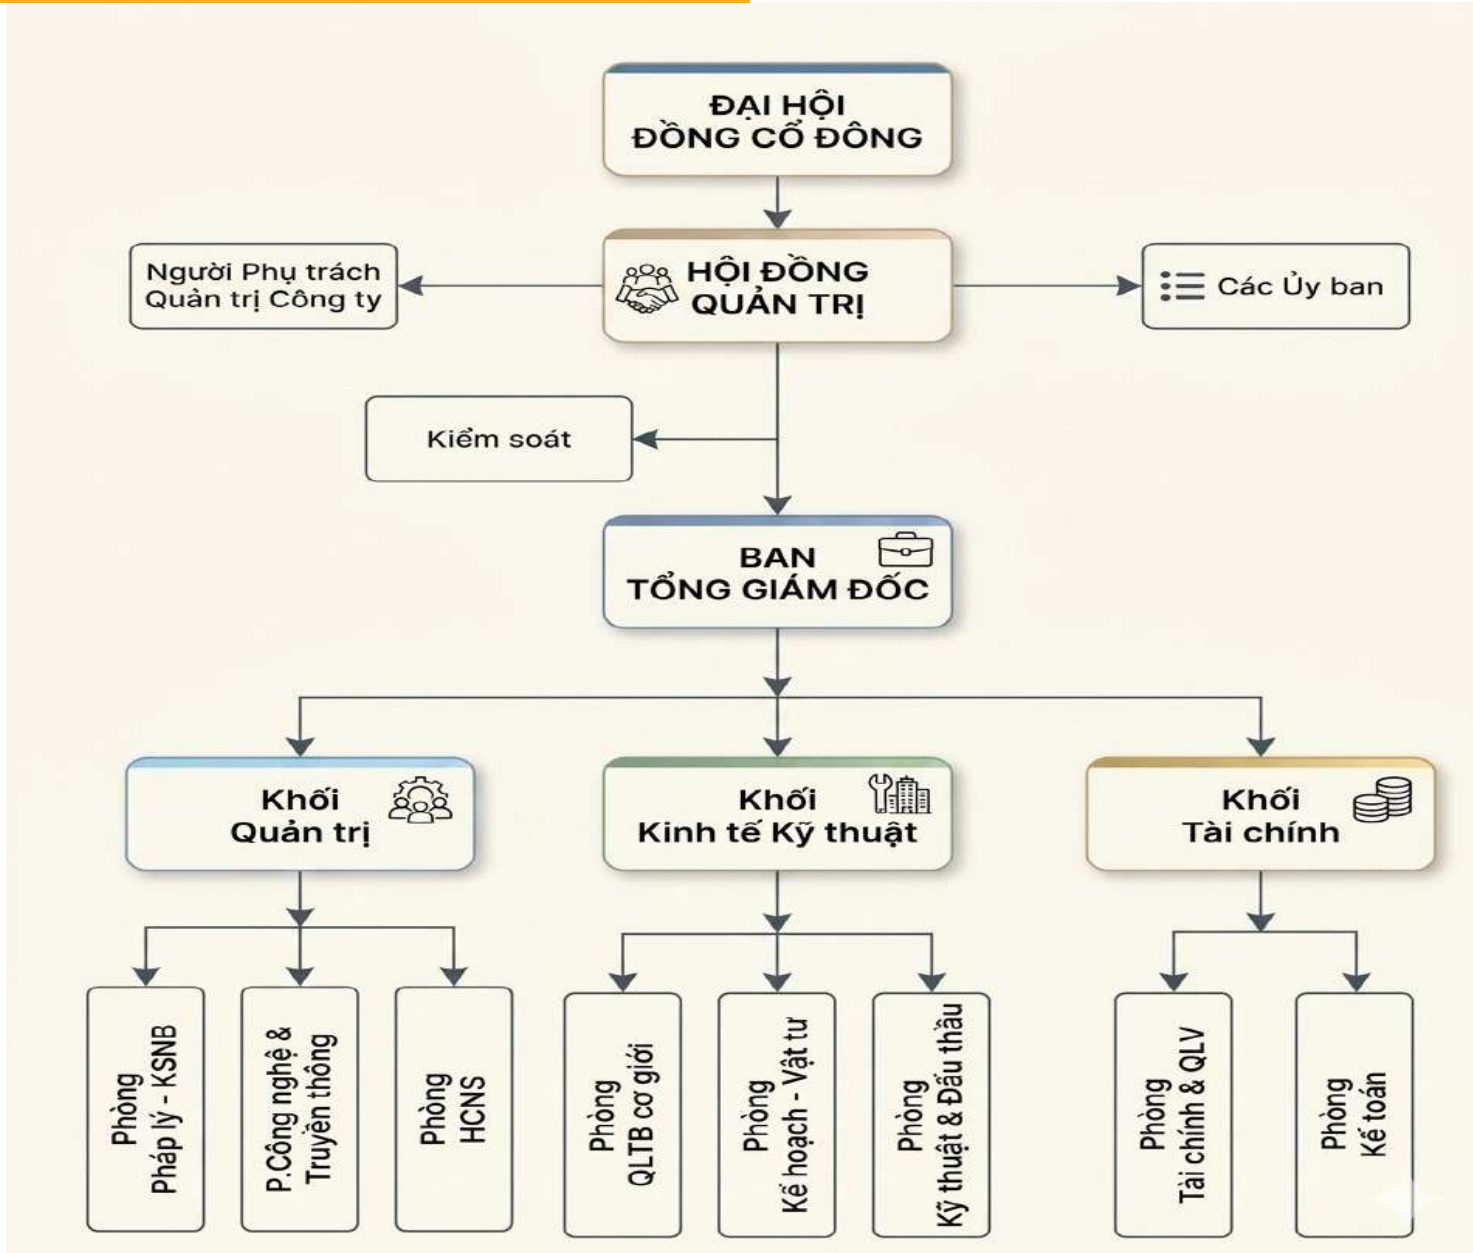 ĐẠI HỘI
ĐỒNG CỔ ĐÔNG
Người Phụ trách
Quản trị Công ty
HỘI ĐỒNG
QUẢN TRỊ
Các Ủy ban
Kiểm soát
BAN
TỔNG GIÁM ĐỐC
Khối
Quản trị
Khối
Kinh tế Kỹ thuật
Khối
Tài chính
Phòng
Pháp lý - KSNB
P.Công nghệ &
Truyền thông
Phòng
HCNS
Phòng
QLTB cơ giới
Phòng
Kế hoạch - Vật tư
Phòng
Kỹ thuật & Đấu thầu
Phòng
Tài chính & QLV
Phòng
Kế toán